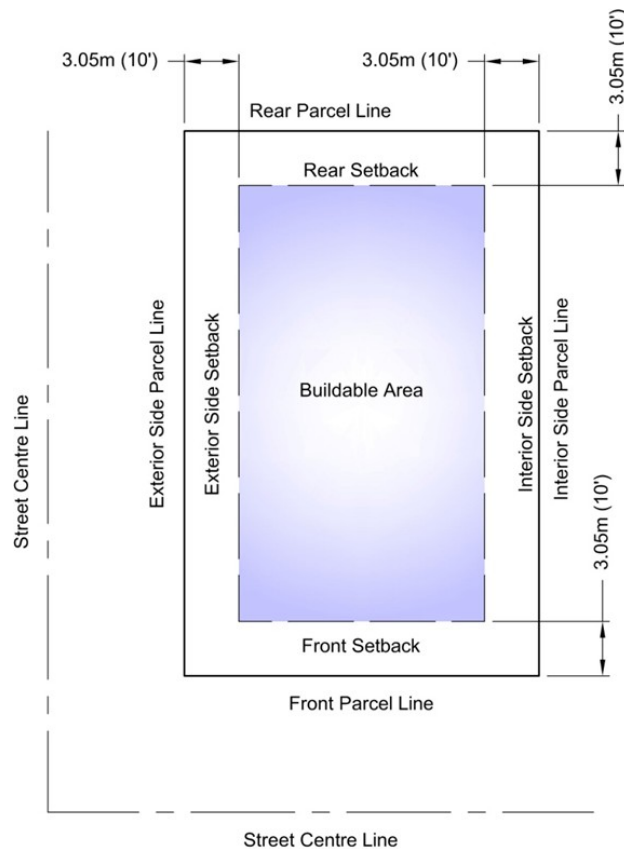 3.05m (10')
3.05m (10')
3.05m (10')
Rear Parcel Line
Rear Setback
Street Centre Line
Exterior Side Parcel Line
Exterior Side Setback
Buildable Area
Interior Side Setback
Interior Side Parcel Line
3.05m (10')
Front Setback
Front Parcel Line
Street Centre Line